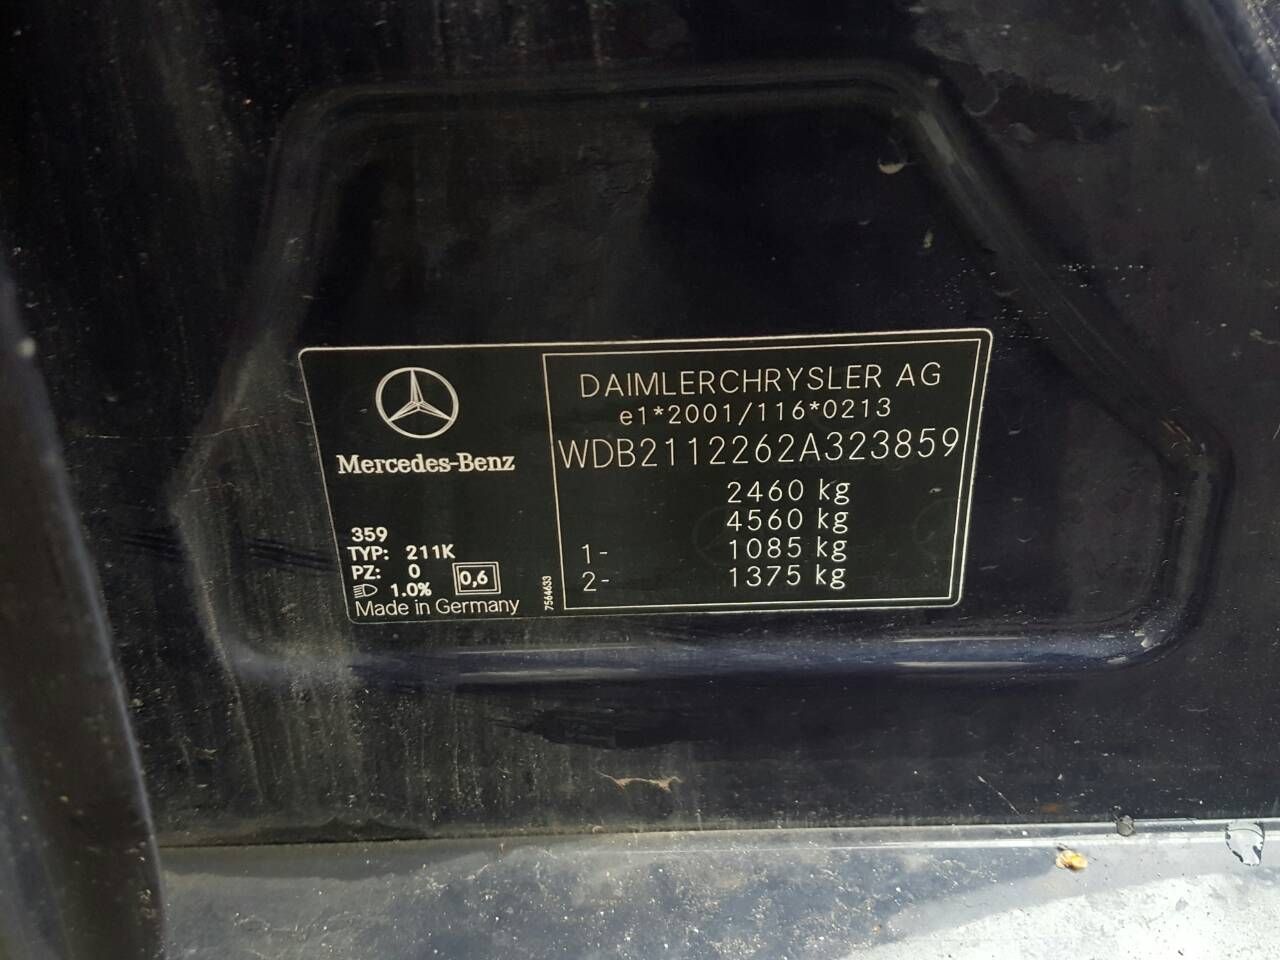 Mercedes-Benz
359
TYP: 211K
PZ: 0
1.0% 0,6
Made in Germany
7564633
DAIMLERCHRYSLER AG
e1*2001/116*0213
WDB2112262A323859
2460 kg
4560 kg
1- 1085 kg
2- 1375 kg